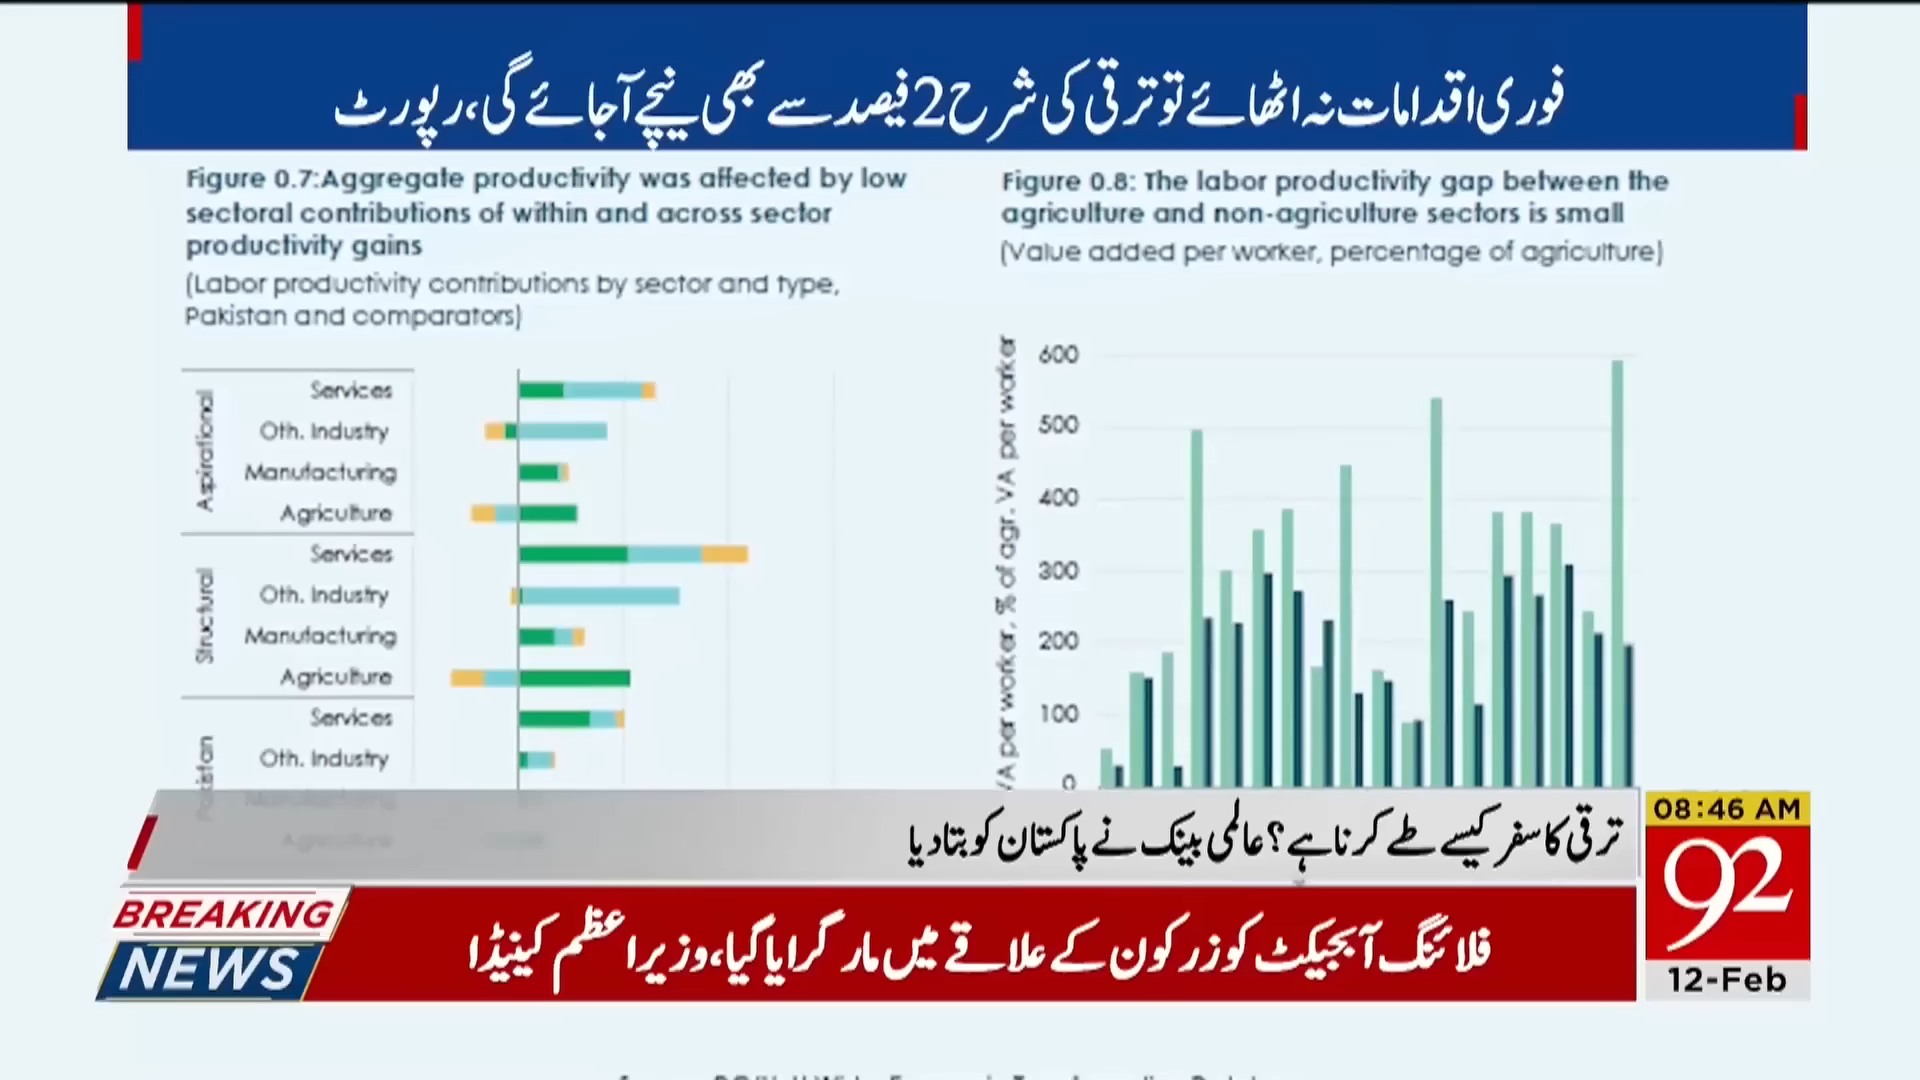 فوری اقدامات نہ اٹھائے تو ترقی کی شرح 2 فیصد سے بھی نیچے آجائے گی، رپورٹ
Figure 0.7:Aggregate productivity was affected by low
sectoral contributions of within and across sector
productivity gains
(Labor productivity contributions by sector and type,
Pakistan and comparators)
Aspirational
Services
Oth. Industry
Manufacturing
Agriculture
Structural
Services
Oth. Industry
Manufacturing
Agriculture
Pakistan
Services
Oth. Industry
Manufacturing
Agriculture
Figure 0.8: The labor productivity gap between the
agriculture and non-agriculture sectors is small
(Value added per worker, percentage of agriculture)
VA per worker, % of agr. VA per worker
600
500
400
300
200
100
0
ترقی کا سفر کیسے طے کرنا ہے؟ عالمی بینک نے پاکستان کو بتا دیا
08:46 AM
92
12-Feb
BREAKING
NEWS
فلائنگ آبجیکٹ کو زرکون کے علاقے میں مار گرایا گیا، وزیراعظم کینیڈا